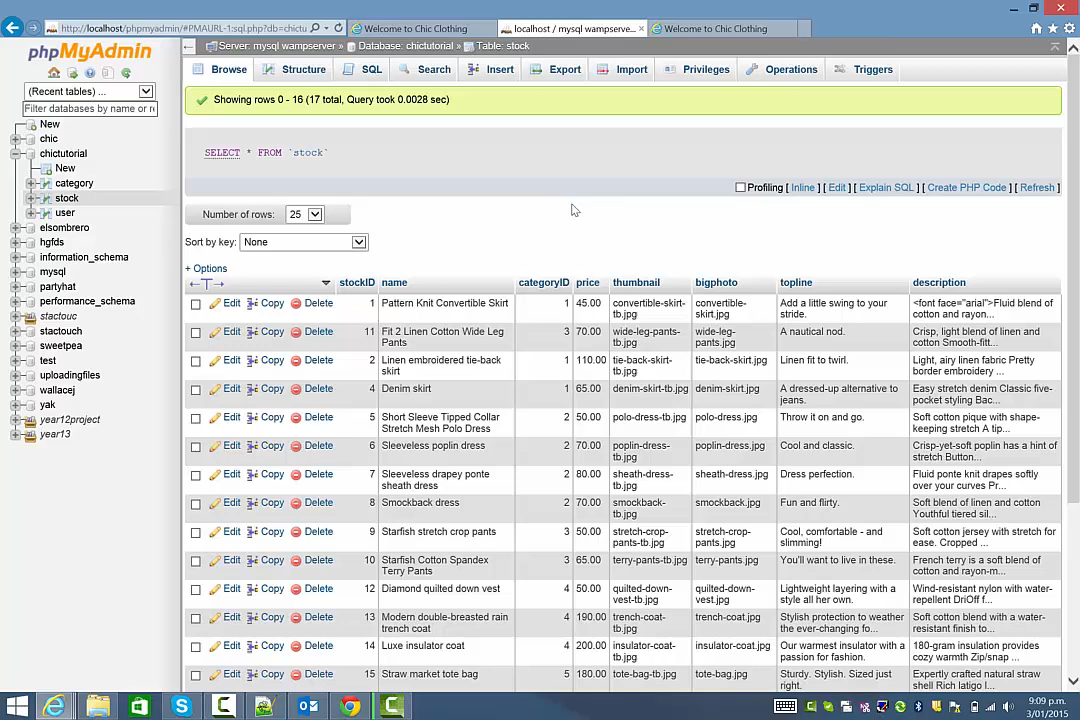 localhost/phpmyadmin/#PMAURL-1:sql.php?db=chictu
Welcome to Chic Clothing
localhost / mysql wampserve...
Welcome to Chic Clothing
phpMyAdmin
Server: mysql wampserver » Database: chictutorial » Table: stock
Browse Structure SQL Search Insert Export Import Privileges Operations Triggers
(Recent tables) ...
Filter databases by name or r
New
chic
chictutorial
New
category
stock
user
elsombrero
hgfds
information_schema
mysql
partyhat
performance_schema
stactouc
stactouch
sweetpea
test
uploadingfiles
wallacej
yak
year12project
year13
Showing rows 0 - 16 (17 total, Query took 0.0028 sec)
SELECT * FROM `stock`
Profiling [ Inline ] [ Edit ] [ Explain SQL ] [ Create PHP Code ] [ Refresh ]
Number of rows: 25
Sort by key: None
+ Options
←T→ stockID name categoryID price thumbnail bigphoto topline description
Edit Copy Delete 1 Pattern Knit Convertible Skirt 1 45.00 convertible-skirt- convertible- Add a little swing to your <font face="arial">Fluid blend of
tb.jpg skirt.jpg stride. cotton and rayon...
Edit Copy Delete 11 Fit 2 Linen Cotton Wide Leg 3 70.00 wide-leg-pants- wide-leg- A nautical nod. Crisp, light blend of linen and
Pants tb.jpg pants.jpg cotton Smooth-fitt...
Edit Copy Delete 2 Linen embroidered tie-back 1 110.00 tie-back-skirt- tie-back-skirt.jpg Linen fit to twirl. Light, airy linen fabric Pretty
skirt tb.jpg border embroidery ...
Edit Copy Delete 4 Denim skirt 1 65.00 denim-skirt-tb.jpg denim-skirt.jpg A dressed-up alternative to Easy stretch denim Classic five-
jeans. pocket styling Bac...
Edit Copy Delete 5 Short Sleeve Tipped Collar 2 50.00 polo-dress-tb.jpg polo-dress.jpg Throw it on and go. Soft cotton pique with shape-
Stretch Mesh Polo Dress keeping stretch A tip...
Edit Copy Delete 6 Sleeveless poplin dress 2 70.00 poplin-dress- poplin-dress.jpg Cool and classic. Crisp-yet-soft poplin has a hint of
tb.jpg stretch Button...
Edit Copy Delete 7 Sleeveless drapey ponte 2 80.00 sheath-dress- sheath-dress.jpg Dress perfection. Fluid ponte knit drapes softly
sheath dress tb.jpg over your curves Pr...
Edit Copy Delete 8 Smockback dress 2 70.00 smockback- smockback.jpg Fun and flirty. Soft blend of linen and cotton
tb.jpg Youthful tiered sil...
Edit Copy Delete 9 Starfish stretch crop pants 3 50.00 stretch-crop- stretch-crop- Cool, comfortable - and Soft cotton jersey with stretch for
pants-tb.jpg pants.jpg slimming! ease. Cropped ...
Edit Copy Delete 10 Starfish Cotton Spandex 3 65.00 terry-pants-tb.jpg terry-pants.jpg You'll want to live in these. French terry is a soft blend of
Terry Pants cotton and rayon-m...
Edit Copy Delete 12 Diamond quilted down vest 4 50.00 quilted-down- quilted-down- Lightweight layering with a Wind-resistant nylon with water-
vest-tb.jpg vest.jpg style all her own. repellent DriOff f...
Edit Copy Delete 13 Modern double-breasted rain 4 190.00 trench-coat- trench-coat.jpg Stylish protection to weather Soft cotton blend with a water-
trench coat tb.jpg the ever-changing fo... resistant finish to...
Edit Copy Delete 14 Luxe insulator coat 4 200.00 insulator-coat- insulator-coat.jpg Our warmest insulator with a 180-gram insulation provides
tb.jpg passion for fashion. cozy warmth Zip/snap ...
Edit Copy Delete 15 Straw market tote bag 5 180.00 tote-bag-tb.jpg tote-bag.jpg Sturdy. Stylish. Sized just Expertly crafted natural straw
right. shell Rich latigo l...
9:09 p.m.
3/01/2015